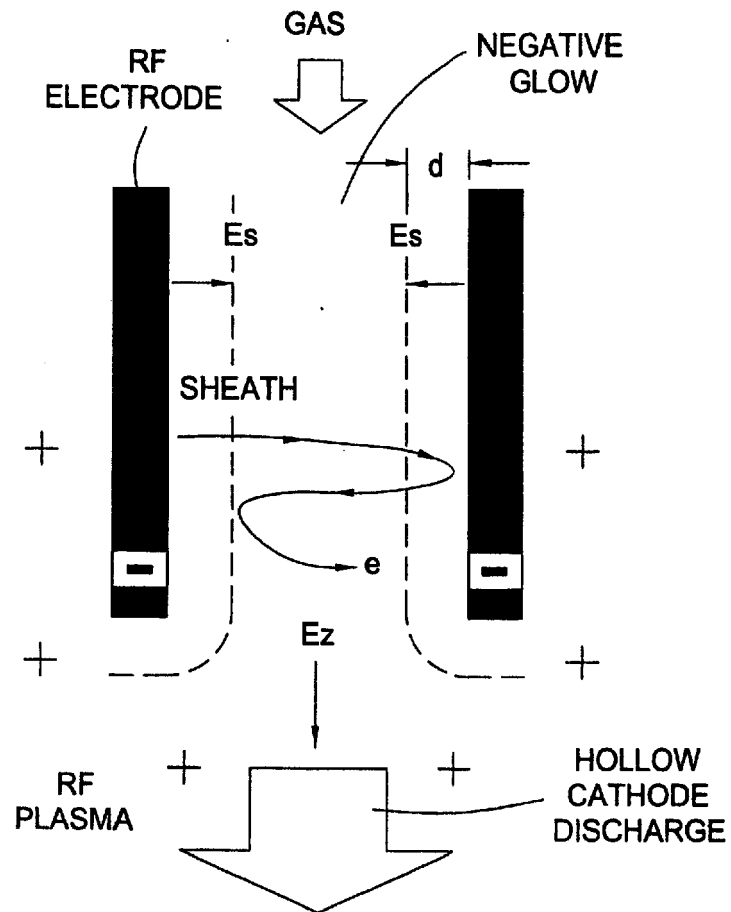 GAS
RF
ELECTRODE
NEGATIVE
GLOW
d
Es
Es
SHEATH
+
+
-
-
e
+
Ez
+
+
+
RF
PLASMA
HOLLOW
CATHODE
DISCHARGE